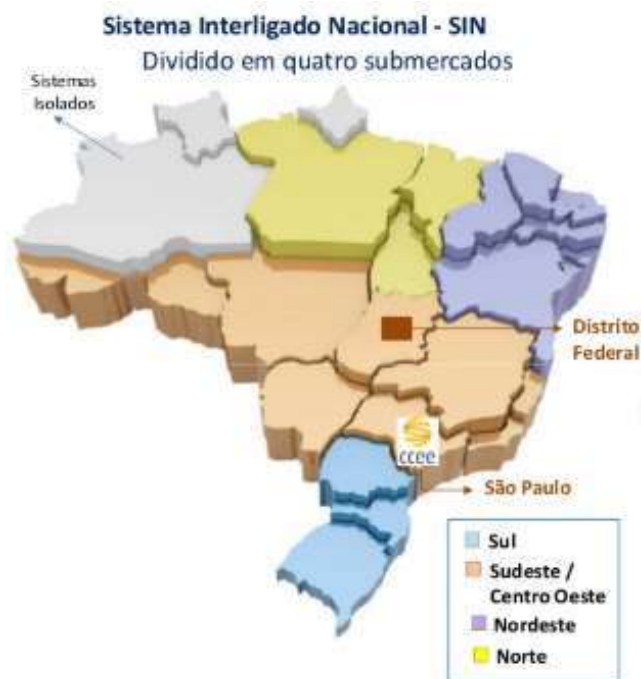 Sistema Interligado Nacional - SIN
Dividido em quatro submercados
Sistemas
Isolados
Distrito
Federal
ccee
São Paulo
Sul
Sudeste /
Centro Oeste
Nordeste
Norte